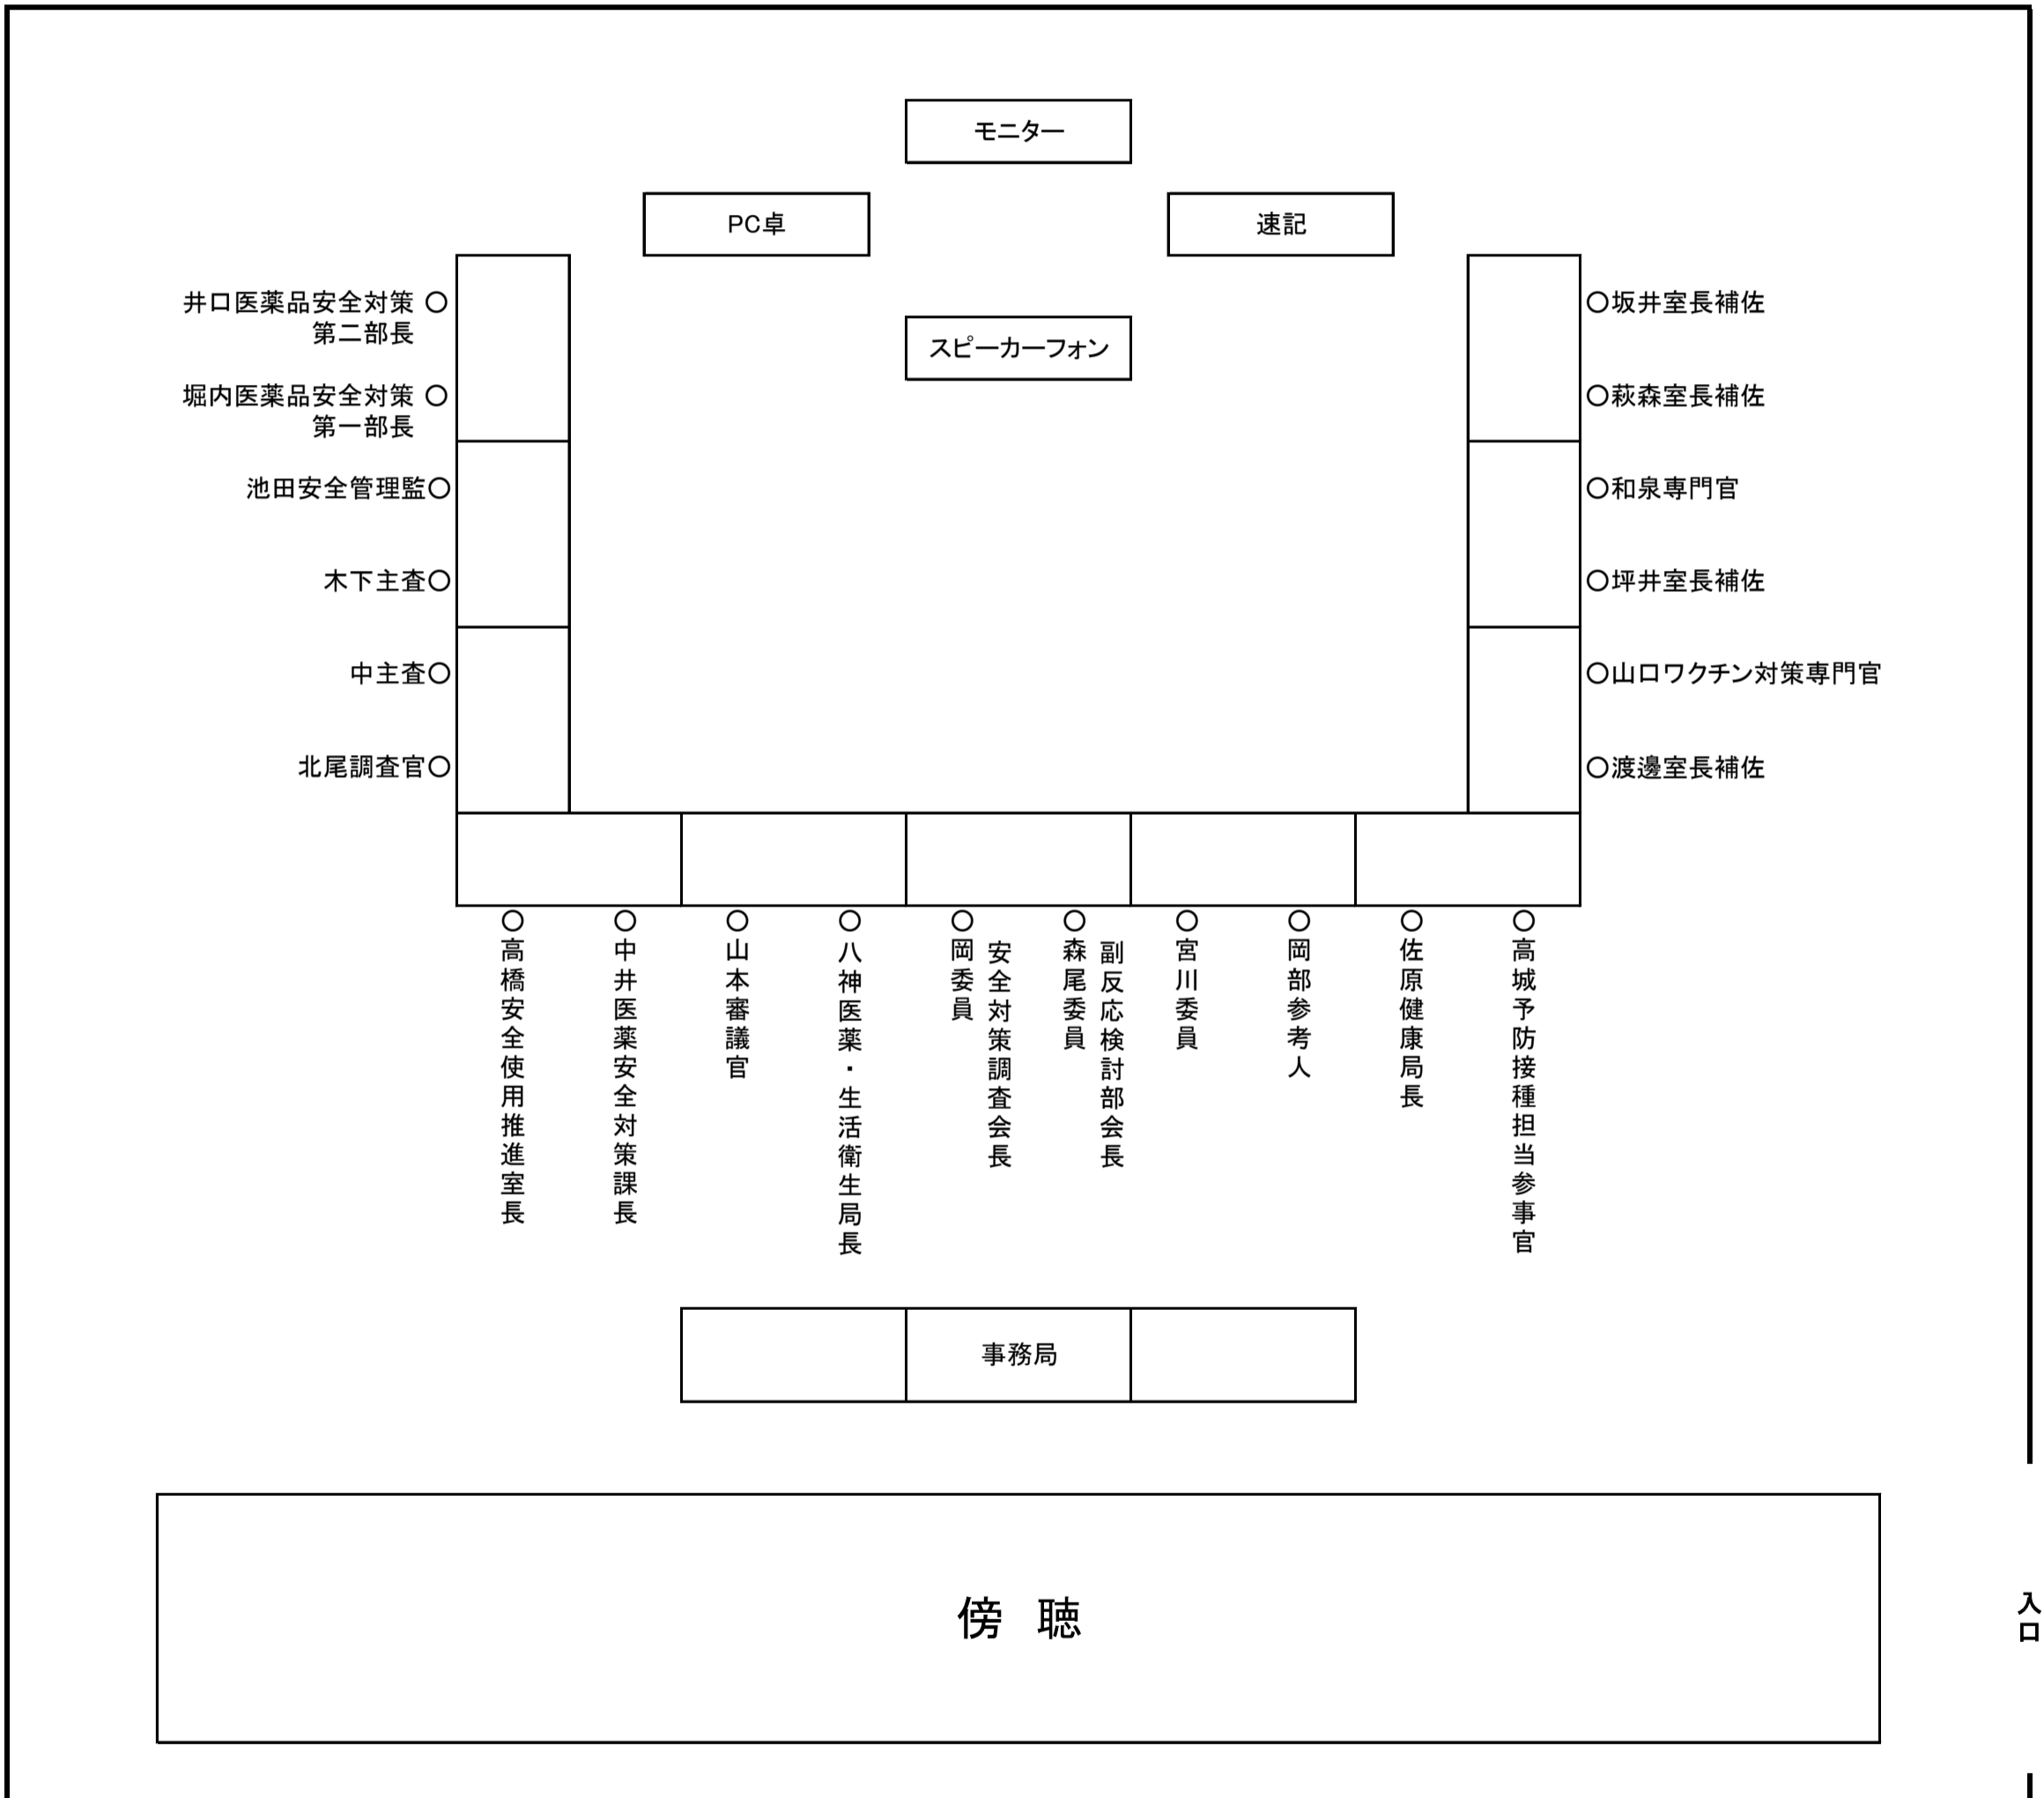 モニター
PC卓
速記
スピーカーフォン
井口医薬品安全対策 ○
第二部長
堀内医薬品安全対策 ○
第一部長
池田安全管理監○
木下主査○
中主査○
北尾調査官○
○坂井室長補佐
○萩森室長補佐
○和泉専門官
○坪井室長補佐
○山口ワクチン対策専門官
○渡邊室長補佐
○高橋安全使用推進室長
○中井医薬安全対策課長
○山本審議官
○八神医薬・生活衛生局長
○岡委員
安全対策調査会長
○森尾委員
副反応検討部会長
○宮川委員
○岡部参考人
○佐原健康局長
○高城予防接種担当参事官
事務局
傍 聴
入口